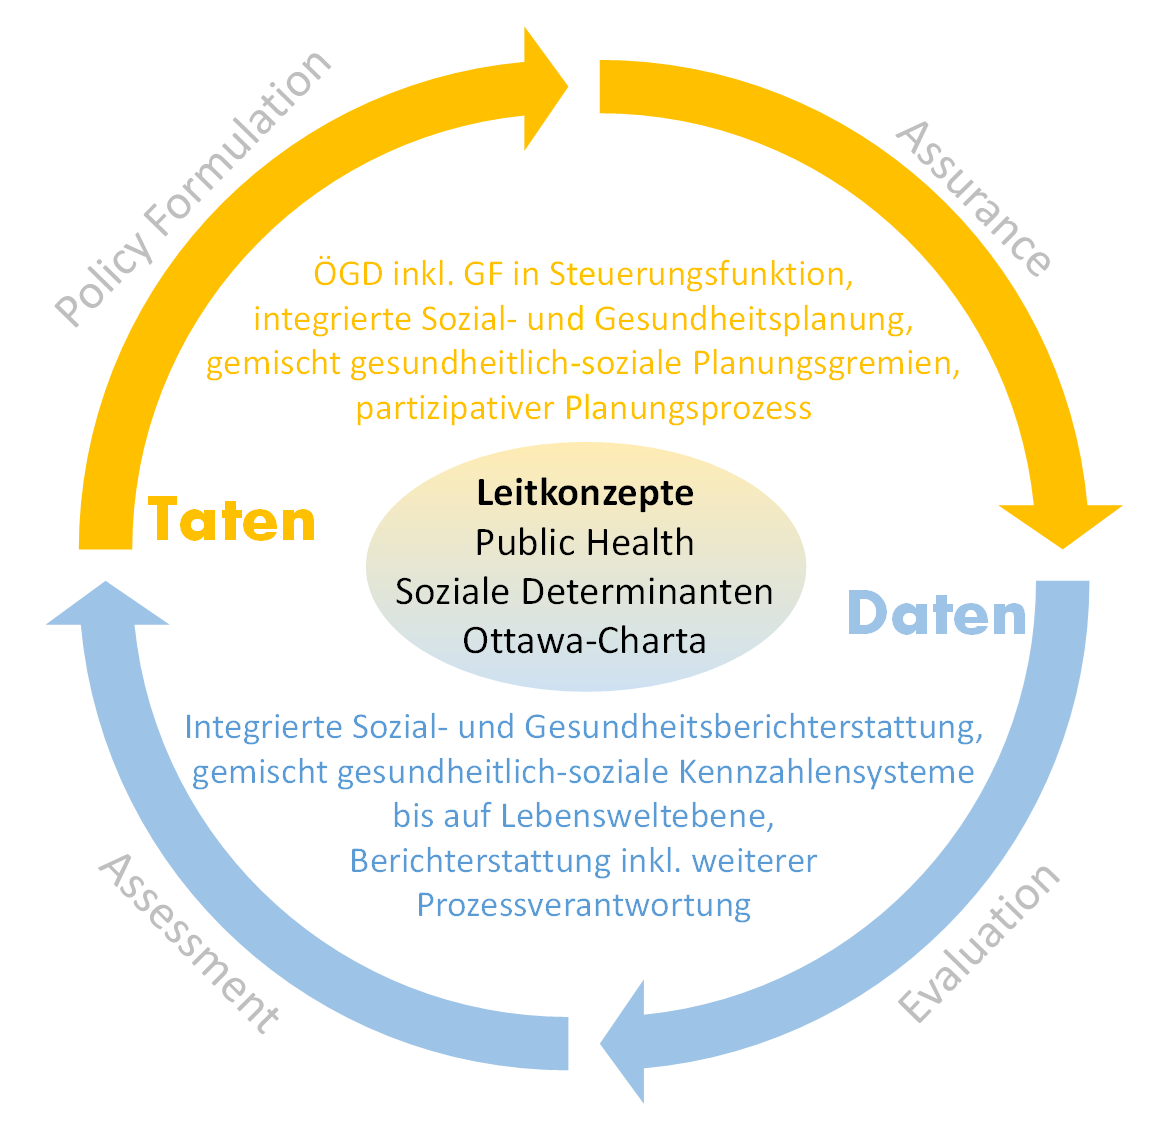 Policy Formulation
Assurance
ÖGD inkl. GF in Steuerungsfunktion,
integrierte Sozial- und Gesundheitsplanung,
gemischt gesundheitlich-soziale Planungsgremien,
partizipativer Planungsprozess
Taten
Leitkonzepte
Public Health
Soziale Determinanten
Ottawa-Charta
Daten
Integrierte Sozial- und Gesundheitsberichterstattung,
gemischt gesundheitlich-soziale Kennzahlensysteme
bis auf Lebensweltebene,
Berichterstattung inkl. weiterer
Prozessverantwortung
Assessment
Evaluation